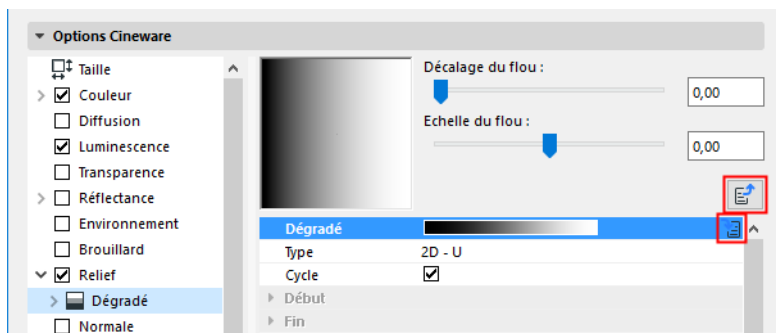 Options Cineware
Taille
Couleur
Diffusion
Luminescence
Transparence
Réflectance
Environnement
Brouillard
Relief
Dégradé
Normale
Décalage du flou :
0,00
Echelle du flou :
0,00
Dégradé
Type 2D - U
Cycle
Début
Fin